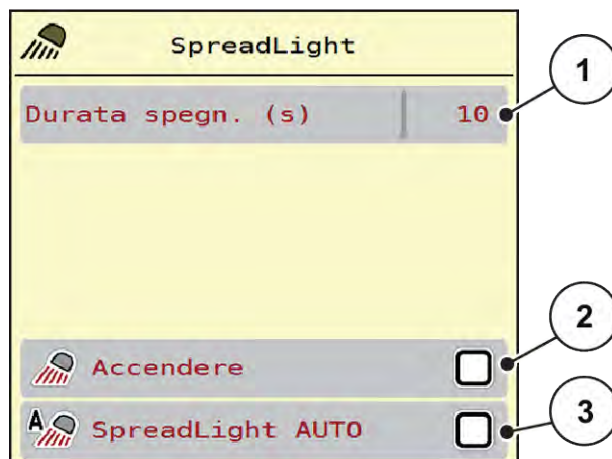 SpreadLight
1
Durata spegn. (s) 10
2
Accendere
3
A SpreadLight AUTO